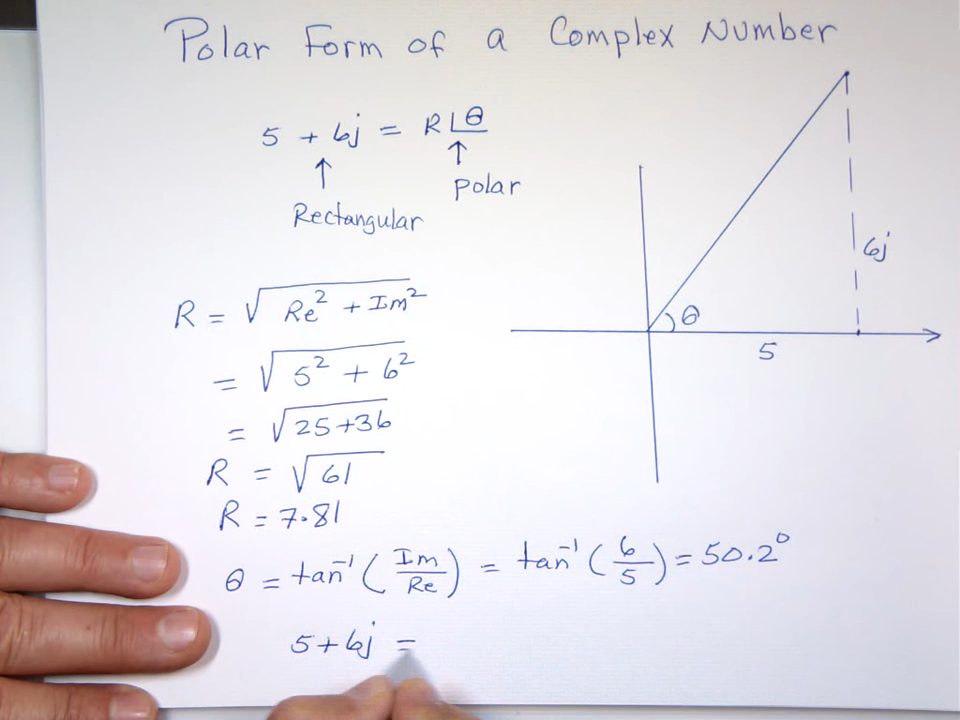 Polar Form of a Complex Number
5 + 6j = R∠θ
↑ ↑
Rectangular Polar
6j
θ
5
R = √(Re² + Im²)
= √(5² + 6²)
= √(25+36)
R = √61
R = 7.81
θ = tan⁻¹(Im/Re) = tan⁻¹(6/5) = 50.2°
5+6j =